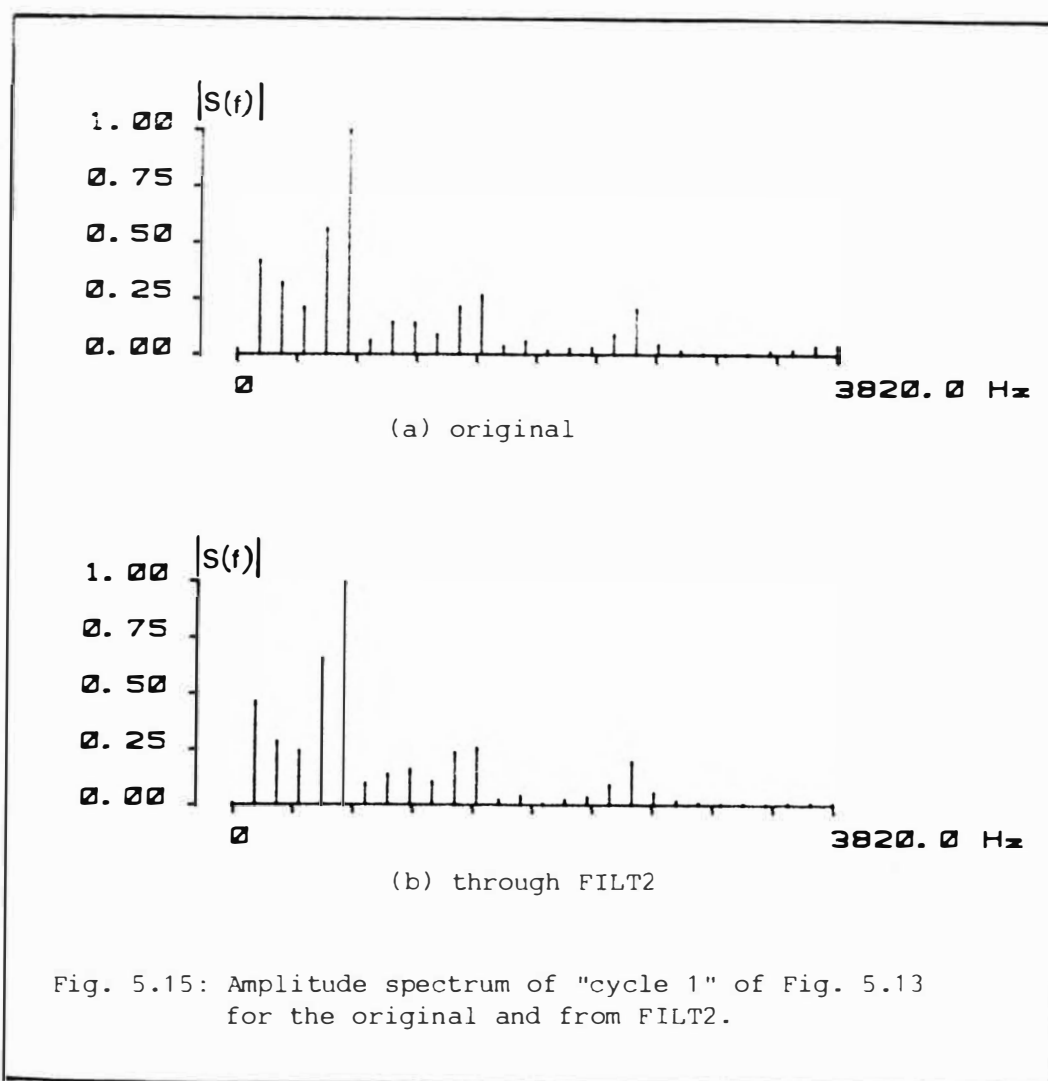 |S(f)|
1.00
0.75
0.50
0.25
0.00
0
3820.0 Hz
(a) original
|S(f)|
1.00
0.75
0.50
0.25
0.00
0
3820.0 Hz
(b) through FILT2
Fig. 5.15: Amplitude spectrum of "cycle 1" of Fig. 5.13
for the original and from FILT2.